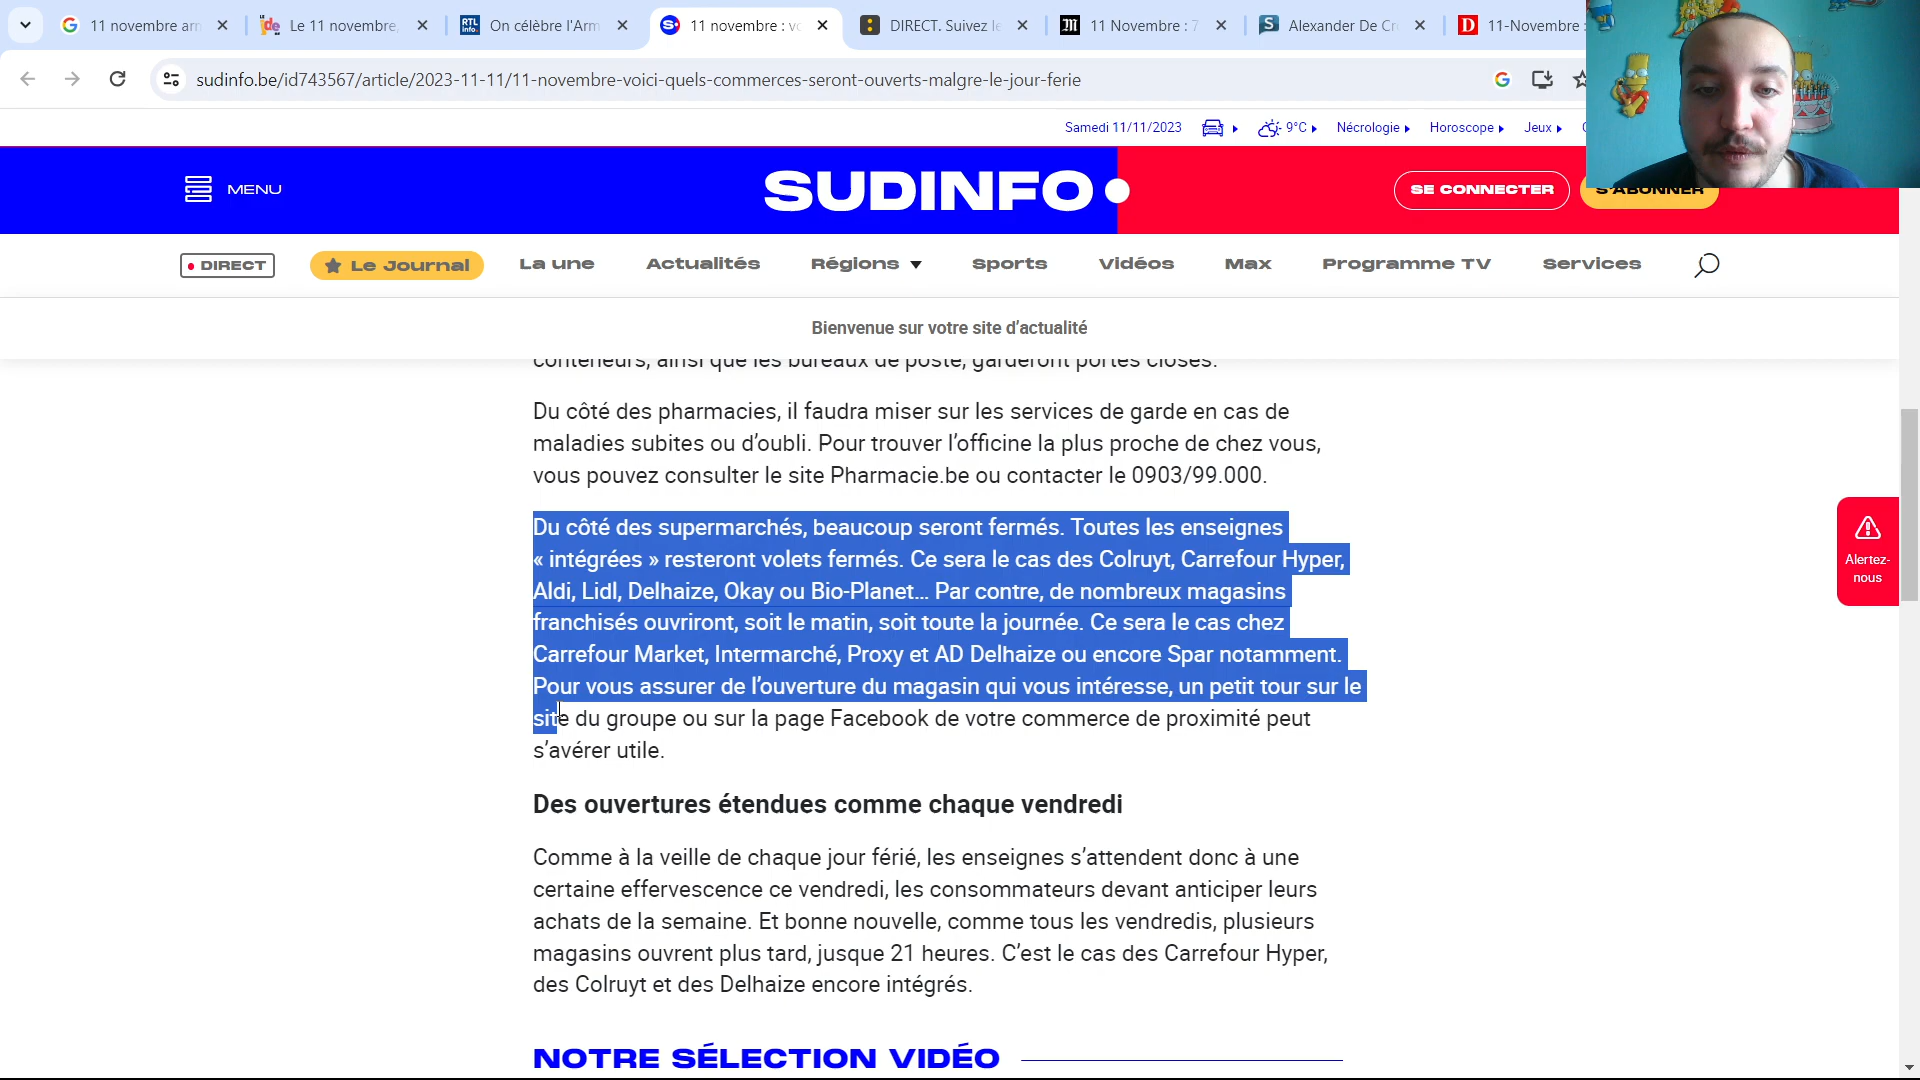 11 novembre arn
Le 11 novembre,
RTL info
On célèbre l'Arm
11 novembre : vo
DIRECT. Suivez le
11 Novembre : 7
Alexander De Cr
11-Novembre :
sudinfo.be/id743567/article/2023-11-11/11-novembre-voici-quels-commerces-seront-ouverts-malgre-le-jour-ferie
Samedi 11/11/2023
9°C
Nécrologie
Horoscope
Jeux
MENU
SUDINFO
SE CONNECTER
S'ABONNER
DIRECT
Le Journal
La une
Actualités
Régions
Sports
Vidéos
Max
Programme TV
Services
Bienvenue sur votre site d’actualité
conteneurs, ainsi que les bureaux de poste, garderont portes closes.
Du côté des pharmacies, il faudra miser sur les services de garde en cas de
maladies subites ou d’oubli. Pour trouver l’officine la plus proche de chez vous,
vous pouvez consulter le site Pharmacie.be ou contacter le 0903/99.000.
Du côté des supermarchés, beaucoup seront fermés. Toutes les enseignes
« intégrées » resteront volets fermés. Ce sera le cas des Colruyt, Carrefour Hyper,
Aldi, Lidl, Delhaize, Okay ou Bio-Planet… Par contre, de nombreux magasins
franchisés ouvriront, soit le matin, soit toute la journée. Ce sera le cas chez
Carrefour Market, Intermarché, Proxy et AD Delhaize ou encore Spar notamment.
Pour vous assurer de l’ouverture du magasin qui vous intéresse, un petit tour sur le
site du groupe ou sur la page Facebook de votre commerce de proximité peut
s’avérer utile.
Alertez-
nous
Des ouvertures étendues comme chaque vendredi
Comme à la veille de chaque jour férié, les enseignes s’attendent donc à une
certaine effervescence ce vendredi, les consommateurs devant anticiper leurs
achats de la semaine. Et bonne nouvelle, comme tous les vendredis, plusieurs
magasins ouvrent plus tard, jusque 21 heures. C’est le cas des Carrefour Hyper,
des Colruyt et des Delhaize encore intégrés.
NOTRE SÉLECTION VIDÉO